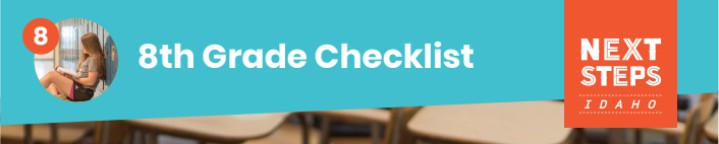 8
8th Grade Checklist
NEXT
STEPS
IDAHO